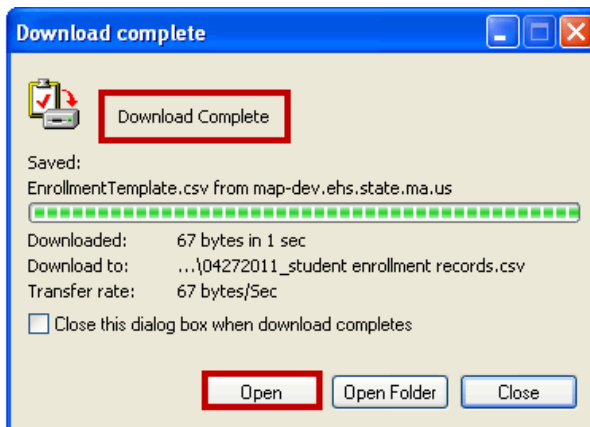 Download complete
Download Complete
Saved:
EnrollmentTemplate.csv from map-dev.ehs.state.ma.us
Downloaded: 67 bytes in 1 sec
Download to: ...\04272011_student enrollment records.csv
Transfer rate: 67 bytes/Sec
Close this dialog box when download completes
Open Open Folder Close